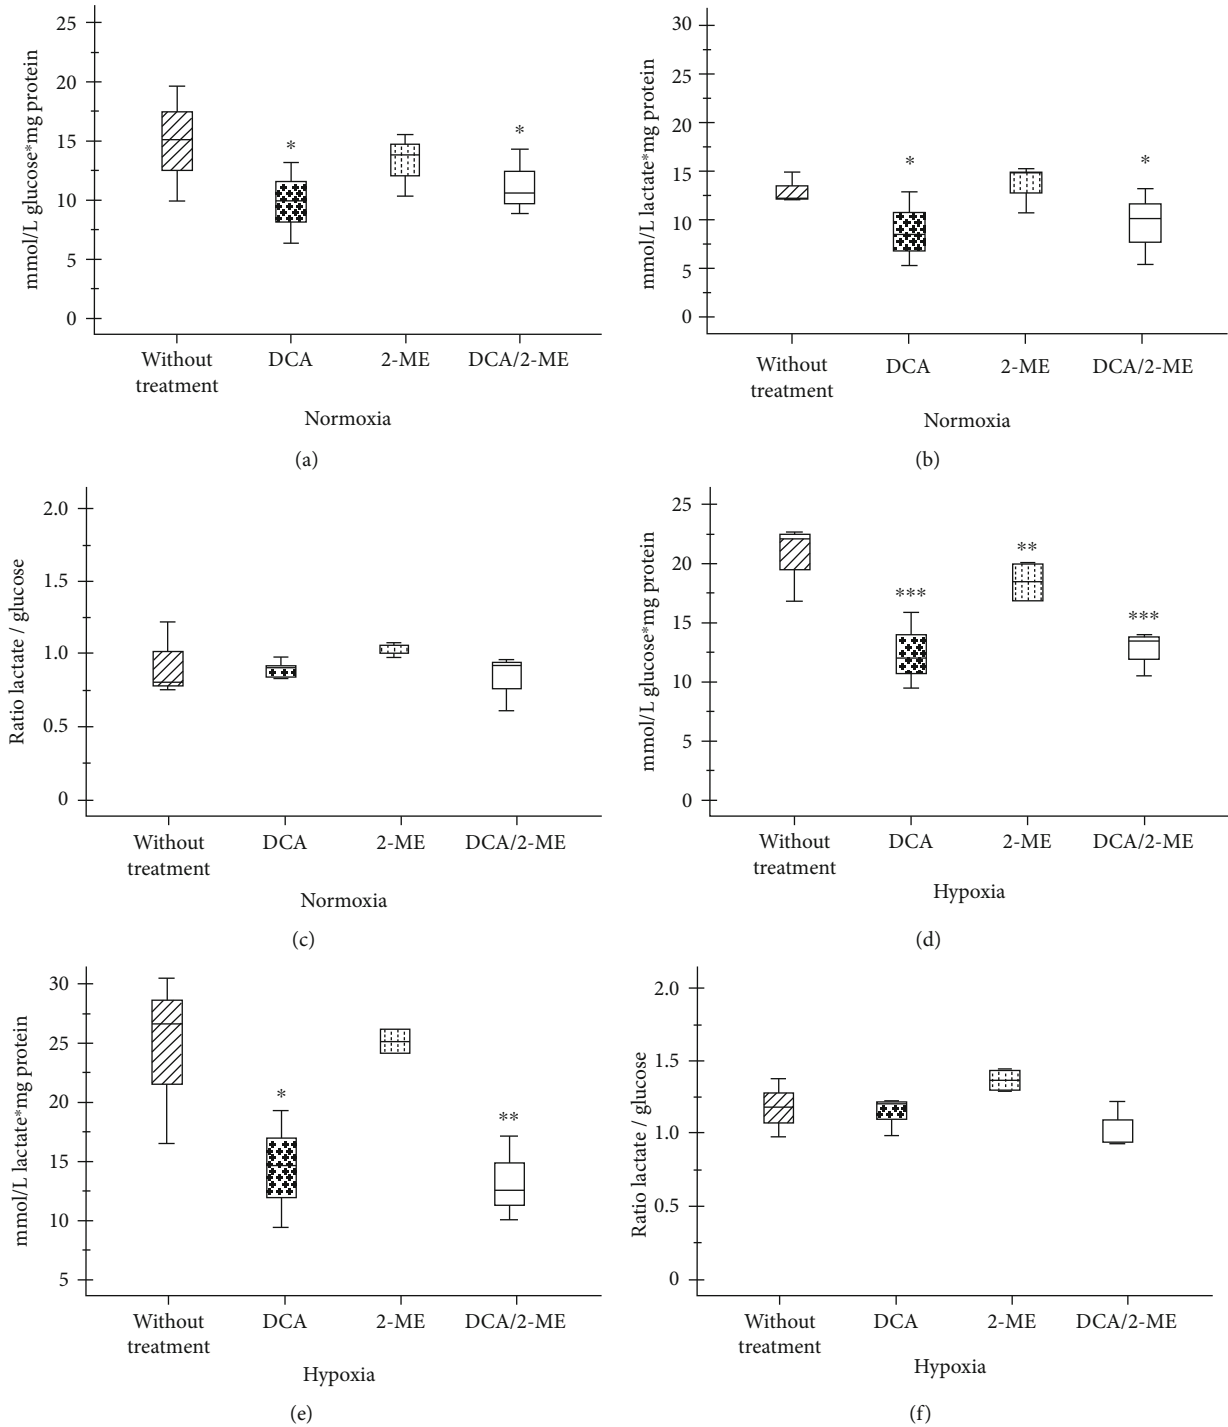 25
20
15
10
5
0
mmol/L glucose*mg protein
*
*
Without
treatment
DCA
2-ME
DCA/2-ME
Normoxia
(a)
30
25
20
15
10
5
0
mmol/L lactate*mg protein
*
*
Without
treatment
DCA
2-ME
DCA/2-ME
Normoxia
(b)
2.0
1.5
1.0
0.5
0
Ratio lactate / glucose
Without
treatment
DCA
2-ME
DCA/2-ME
Normoxia
(c)
25
20
15
10
5
0
mmol/L glucose*mg protein
***
**
***
Without
treatment
DCA
2-ME
DCA/2-ME
Hypoxia
(d)
30
25
20
15
10
5
mmol/L lactate*mg protein
*
**
Without
treatment
DCA
2-ME
DCA/2-ME
Hypoxia
(e)
2.0
1.5
1.0
0.5
0
Ratio lactate / glucose
Without
treatment
DCA
2-ME
DCA/2-ME
Hypoxia
(f)